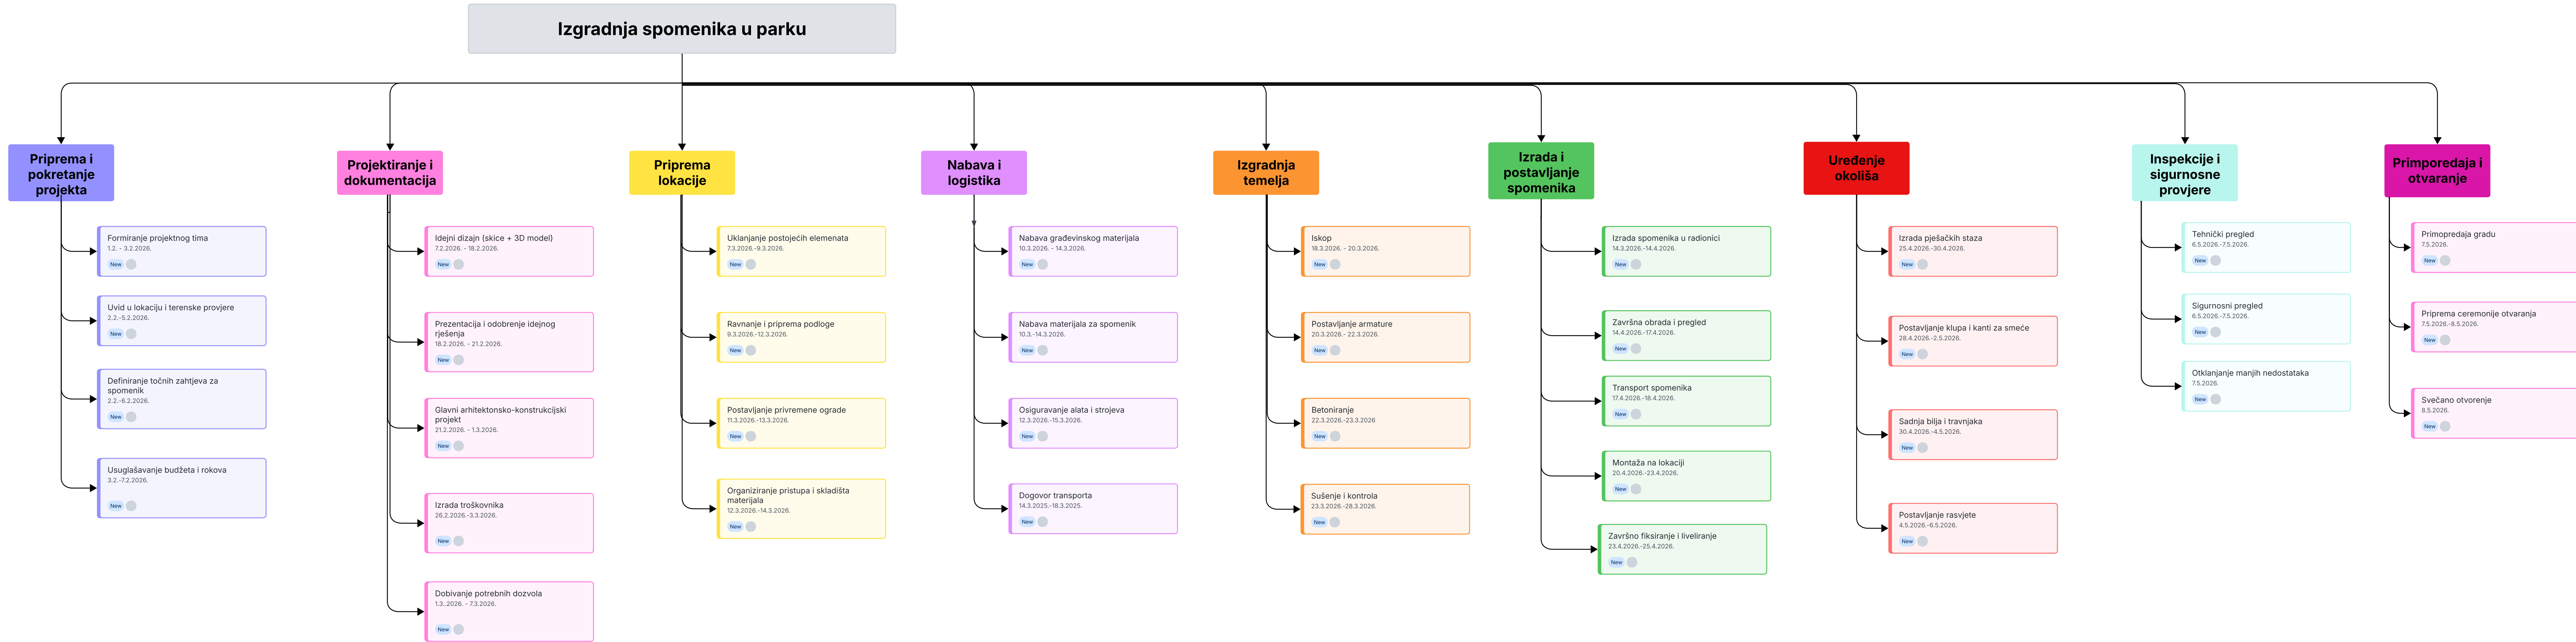 Izgradnja spomenika u parku
Priprema i
pokretanje
projekta
Formiranje projektnog tima
1.2. - 3.2.2026.
New
Uvid u lokaciju i terenske provjere
2.2.-5.2.2026.
New
Definiranje točnih zahtjeva za
spomenik
2.2.-6.2.2026.
New
Usuglašavanje budžeta i rokova
3.2.-7.2.2026.
New
Projektiranje i
dokumentacija
Idejni dizajn (skice + 3D model)
7.2.2026. - 18.2.2026.
New
Prezentacija i odobrenje idejnog
rješenja
18.2.2026. - 21.2.2026.
New
Glavni arhitektonsko-konstrukcijski
projekt
21.2.2026. - 1.3.2026.
New
Izrada troškovnika
26.2.2026.-3.3.2026.
New
Dobivanje potrebnih dozvola
1.3..2026. - 7.3.2026.
New
Priprema
lokacije
Uklanjanje postojećih elemenata
7.3.2026.-9.3.2026.
New
Ravnanje i priprema podloge
9.3.2026.-12.3.2026.
New
Postavljanje privremene ograde
11.3.2026.-13.3.2026.
New
Organiziranje pristupa i skladišta
materijala
12.3.2026.-14.3.2026.
New
Nabava i
logistika
Nabava građevinskog materijala
10.3.2026. - 14.3.2026.
New
Nabava materijala za spomenik
10.3.-14.3.2026.
New
Osiguravanje alata i strojeva
12.3.2026.-15.3.2026.
New
Dogovor transporta
14.3.2025.-18.3.2025.
New
Izgradnja
temelja
Iskop
18.3.2026. - 20.3.2026.
New
Postavljanje armature
20.3.2026. - 22.3.2026.
New
Betoniranje
22.3.2026.-23.3.2026
New
Sušenje i kontrola
23.3.2026.-28.3.2026.
New
Izrada i
postavljanje
spomenika
Izrada spomenika u radionici
14.3.2026.-14.4.2026.
New
Završna obrada i pregled
14.4.2026.-17.4.2026.
New
Transport spomenika
17.4.2026.-18.4.2026.
New
Montaža na lokaciji
20.4.2026.-23.4.2026.
New
Završno fiksiranje i liveliranje
23.4.2026.-25.4.2026.
New
Uređenje
okoliša
Izrada pješačkih staza
25.4.2026.-30.4.2026.
New
Postavljanje klupa i kanti za smeće
28.4.2026.-2.5.2026.
New
Sadnja bilja i travnjaka
30.4.2026.-4.5.2026.
New
Postavljanje rasvjete
4.5.2026.-6.5.2026.
New
Inspekcije i
sigurnosne
provjere
Tehnički pregled
6.5.2026.-7.5.2026.
New
Sigurnosni pregled
6.5.2026.-7.5.2026.
New
Otklanjanje manjih nedostataka
7.5.2026.
New
Primporedaja i
otvaranje
Primopredaja gradu
7.5.2026.
New
Priprema ceremonije otvaranja
7.5.2026.-8.5.2026.
New
Svečano otvorenje
8.5.2026.
New